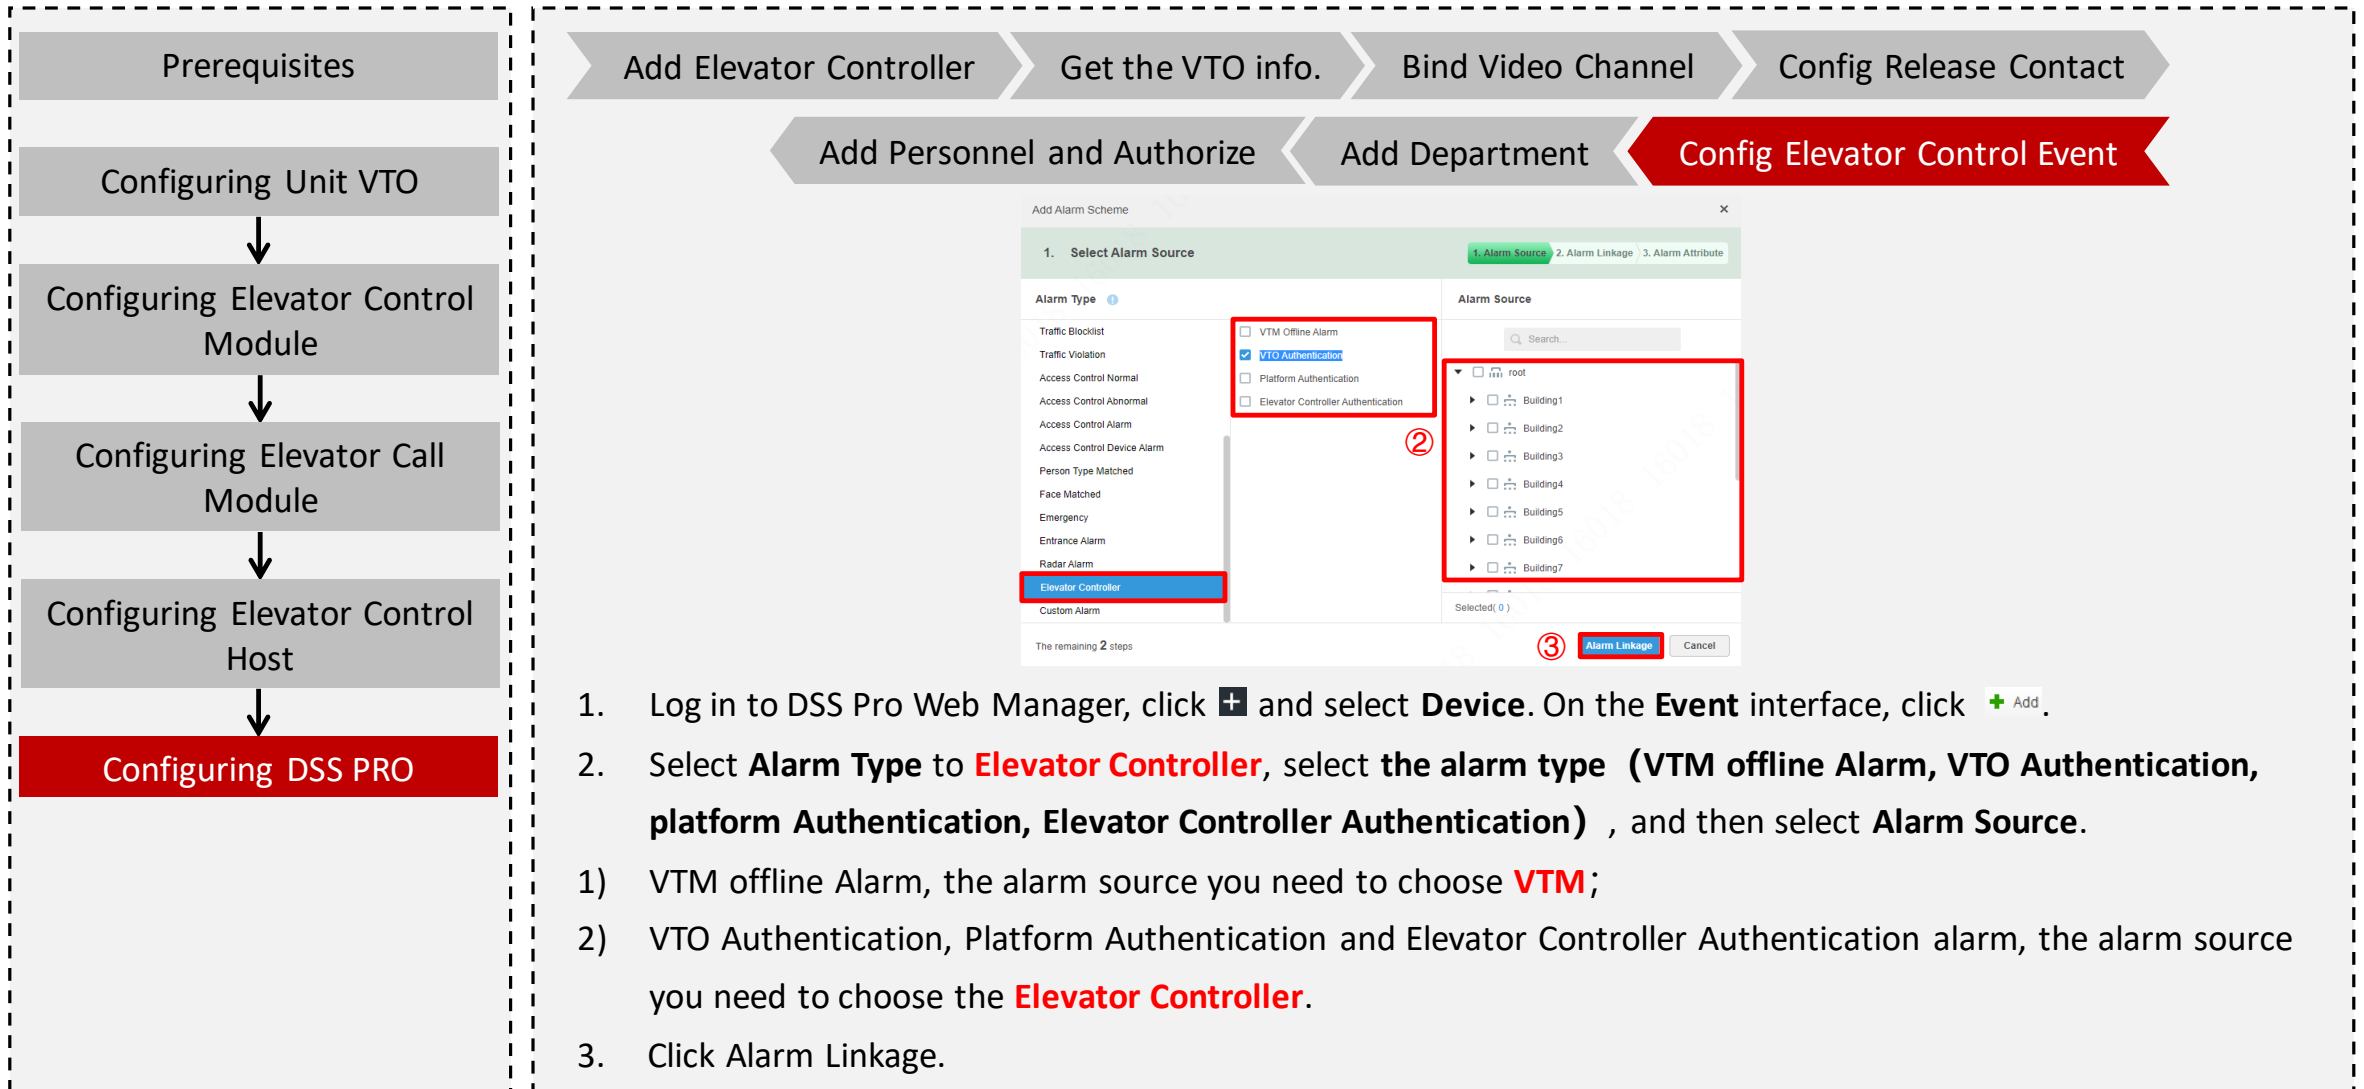 Prerequisites
Configuring Unit VTO
Configuring Elevator Control
Module
Configuring Elevator Call
Module
Configuring Elevator Control
Host
Configuring DSS PRO
Add Elevator Controller
Get the VTO info.
Bind Video Channel
Config Release Contact
Add Personnel and Authorize
Add Department
Config Elevator Control Event
Add Alarm Scheme
×
1. Select Alarm Source
1. Alarm Source 2. Alarm Linkage 3. Alarm Attribute
Alarm Type
Traffic Blocklist
Traffic Violation
Access Control Normal
Access Control Abnormal
Access Control Alarm
Access Control Device Alarm
Person Type Matched
Face Matched
Emergency
Entrance Alarm
Radar Alarm
Elevator Controller
Custom Alarm
VTM Offline Alarm
VTO Authentication
Platform Authentication
Elevator Controller Authentication
②
Alarm Source
Search...
root
Building1
Building2
Building3
Building4
Building5
Building6
Building7
Selected( 0 )
The remaining 2 steps
③
Alarm Linkage
Cancel
1. Log in to DSS Pro Web Manager, click and select Device. On the Event interface, click Add.
2. Select Alarm Type to Elevator Controller, select the alarm type（VTM offline Alarm, VTO Authentication,
platform Authentication, Elevator Controller Authentication）, and then select Alarm Source.
1) VTM offline Alarm, the alarm source you need to choose VTM；
2) VTO Authentication, Platform Authentication and Elevator Controller Authentication alarm, the alarm source
you need to choose the Elevator Controller.
3. Click Alarm Linkage.